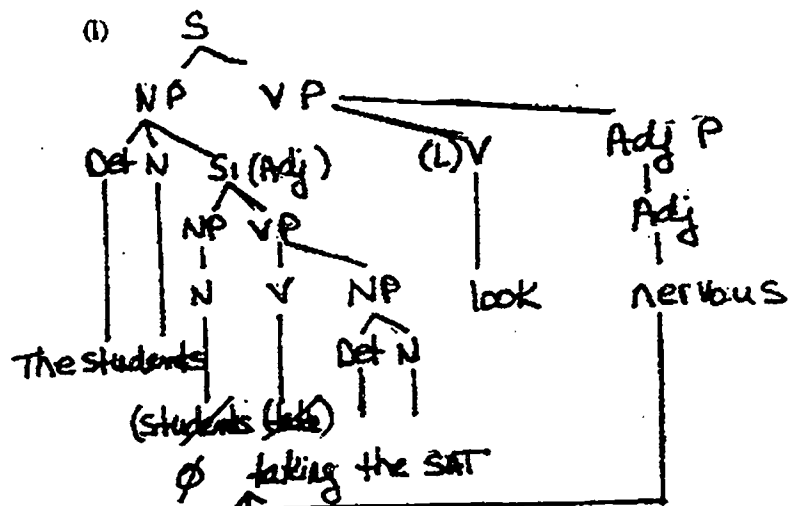 (1) S
NP VP
Det N S1 (Adj) (L) V Adj P
NP VP Adj
N V NP look nervous
Det N
The students
(students (take)
∅ taking the SAT